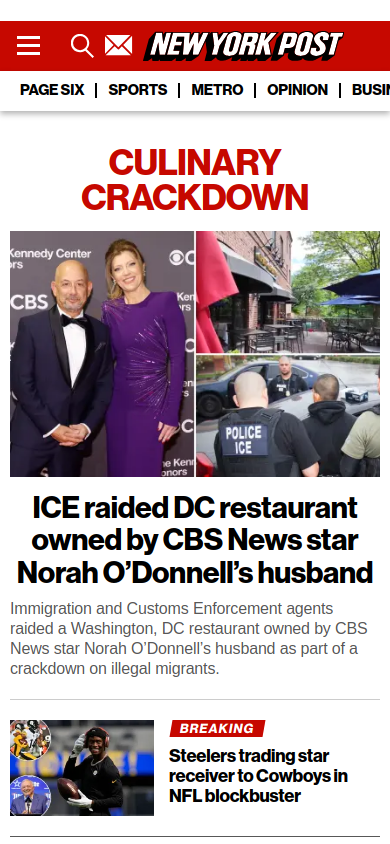 NEW YORK POST
PAGE SIX | SPORTS | METRO | OPINION | BUSI
CULINARY
CRACKDOWN
Kennedy Center
ors
CBS
POLICE
ICE
ICE raided DC restaurant
owned by CBS News star
Norah O’Donnell’s husband
Immigration and Customs Enforcement agents
raided a Washington, DC restaurant owned by CBS
News star Norah O’Donnell’s husband as part of a
crackdown on illegal migrants.
BREAKING
Steelers trading star
receiver to Cowboys in
NFL blockbuster